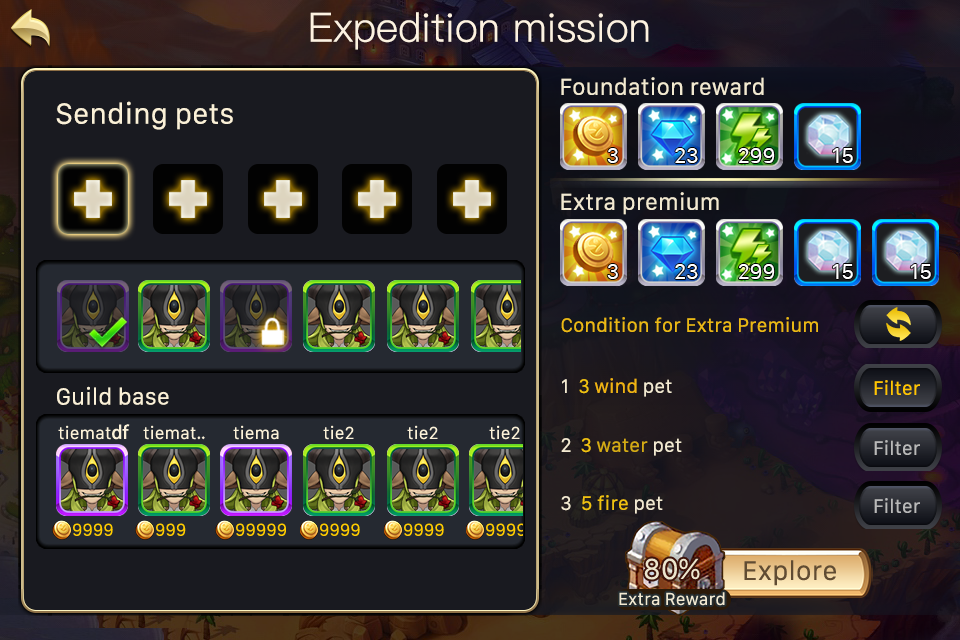 Expedition mission
Sending pets
Guild base
tiematdf tiemat.. tiema tie2 tie2 tie2
9999 999 99999 9999 9999 9999
Foundation reward
3 23 299 15
Extra premium
3 23 299 15 15
Condition for Extra Premium
1 3 wind pet Filter
2 3 water pet Filter
3 5 fire pet Filter
80% Explore
Extra Reward